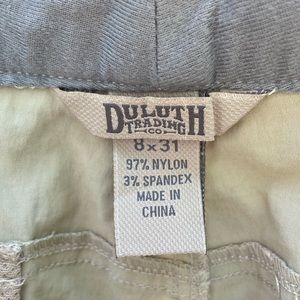 DULUTH
TRADING
CO
8x31
97% NYLON
3% SPANDEX
MADE IN
CHINA